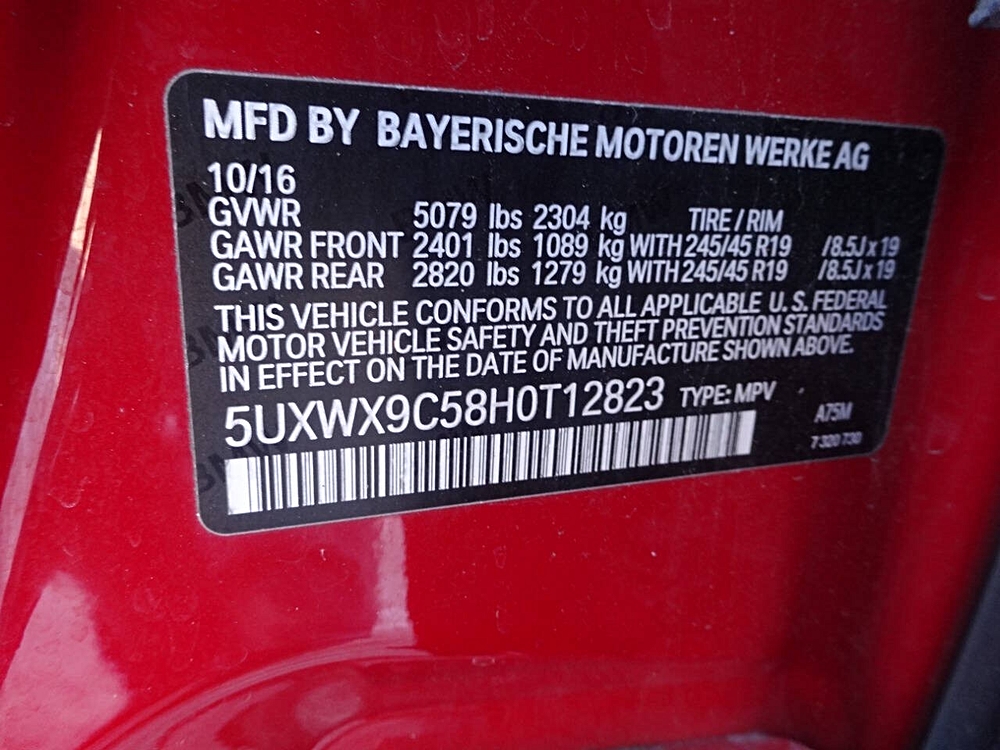 MFD BY BAYERISCHE MOTOREN WERKE AG
10/16
GVWR 5079 lbs 2304 kg TIRE / RIM
GAWR FRONT 2401 lbs 1089 kg WITH 245/45 R19 /8.5J x 19
GAWR REAR 2820 lbs 1279 kg WITH 245/45 R19 /8.5J x 19
THIS VEHICLE CONFORMS TO ALL APPLICABLE U. S. FEDERAL
MOTOR VEHICLE SAFETY AND THEFT PREVENTION STANDARDS
IN EFFECT ON THE DATE OF MANUFACTURE SHOWN ABOVE.
5UXWX9C58H0T12823 TYPE: MPV
A75M
7 320 730